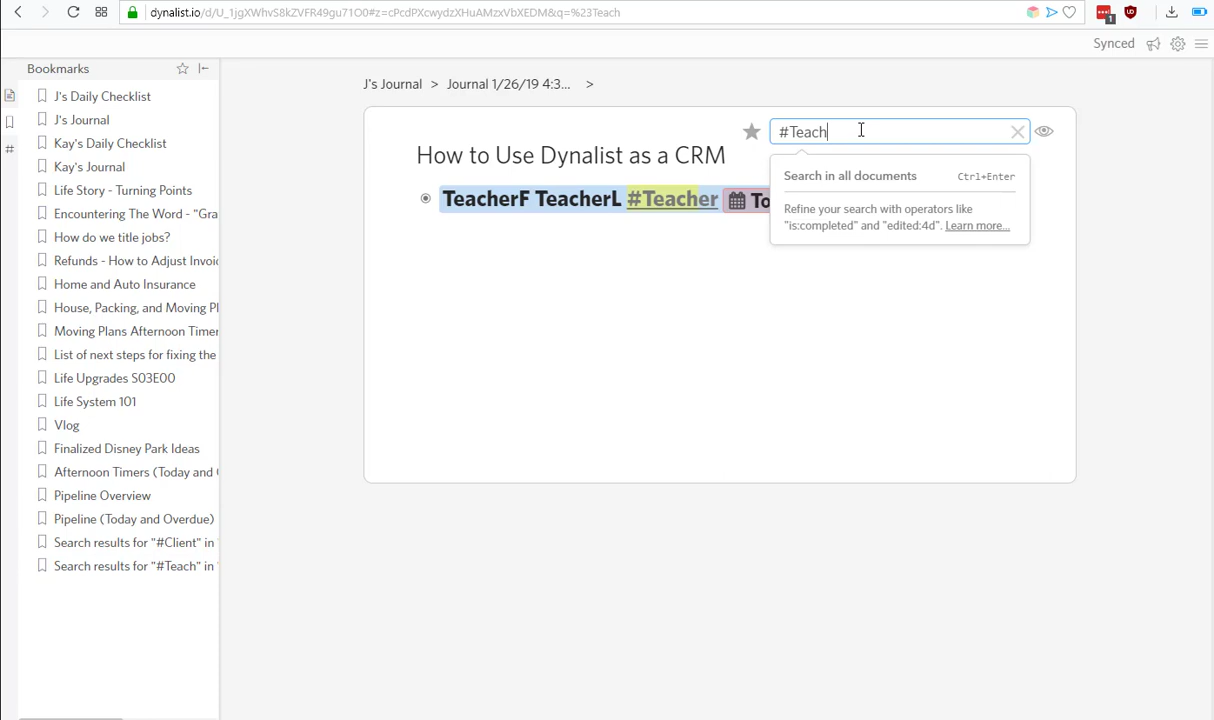 dynalist.io/d/U_1jgXWhvS8kZVFR49gu71O0#z=cPcdPXcwydzXHuAMzxVbXEDM&q=%23Teach
1
Synced
Bookmarks
J's Daily Checklist
J's Journal
Kay's Daily Checklist
Kay's Journal
Life Story - Turning Points
Encountering The Word - "Gra
How do we title jobs?
Refunds - How to Adjust Invoi
Home and Auto Insurance
House, Packing, and Moving Pl
Moving Plans Afternoon Timer
List of next steps for fixing the
Life Upgrades S03E00
Life System 101
Vlog
Finalized Disney Park Ideas
Afternoon Timers (Today and
Pipeline Overview
Pipeline (Today and Overdue)
Search results for "#Client" in
Search results for "#Teach" in
J's Journal > Journal 1/26/19 4:3... >
#Teach
How to Use Dynalist as a CRM
TeacherF TeacherL #Teacher To
Search in all documents Ctrl+Enter
Refine your search with operators like
"is:completed" and "edited:4d". Learn more...